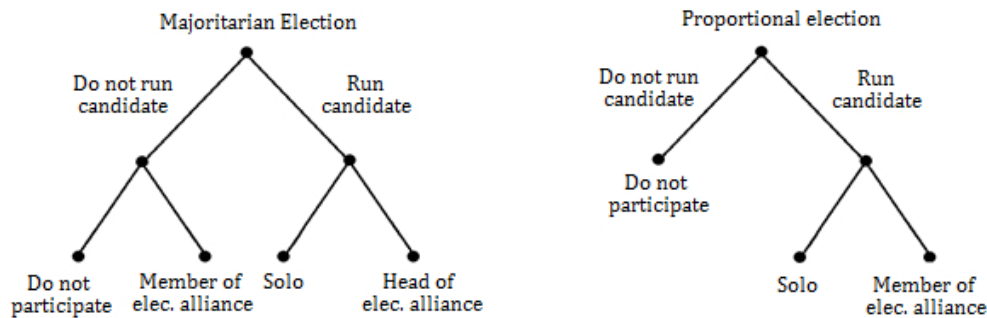 Majoritarian Election
Do not run
candidate
Run
candidate
Do not
participate
Member of
elec. alliance
Solo
Head of
elec. alliance
Proportional election
Do not run
candidate
Run
candidate
Do not
participate
Solo
Member of
elec. alliance